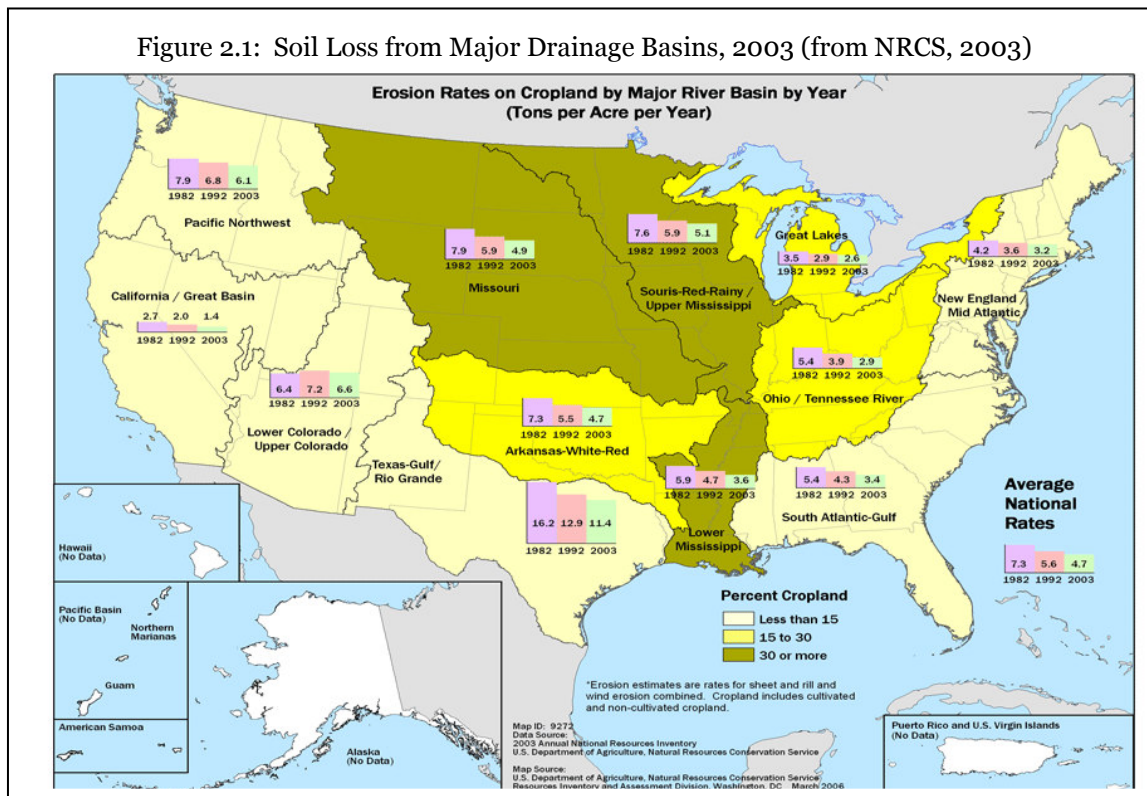 Figure 2.1: Soil Loss from Major Drainage Basins, 2003 (from NRCS, 2003)
Erosion Rates on Cropland by Major River Basin by Year
(Tons per Acre per Year)
7.9 6.8 6.1
1982 1992 2003
Pacific Northwest
7.9 5.9 4.9
1982 1992 2003
Missouri
7.6 5.9 5.1
1982 1992 2003
Souris-Red-Rainy /
Upper Mississippi
Great Lakes
3.5 2.9 2.6
1982 1992 2003
4.2 3.6 3.2
1982 1992 2003
New England /
Mid Atlantic
California / Great Basin
2.7 2.0 1.4
1982 1992 2003
6.4 7.2 6.6
1982 1992 2003
Lower Colorado /
Upper Colorado
5.4 3.9 2.9
1982 1992 2003
Ohio / Tennessee River
7.3 5.5 4.7
1982 1992 2003
Arkansas-White-Red
Texas-Gulf/
Rio Grande
16.2 12.9 11.4
1982 1992 2003
5.9 4.7 3.6
1982 1992 2003
Lower
Mississippi
5.4 4.3 3.4
1982 1992 2003
South Atlantic-Gulf
Average
National
Rates
7.3 5.6 4.7
1982 1992 2003
Hawaii
(No Data)
Pacific Basin
(No Data)
Northern
Marianas
Guam
American Samoa
Alaska
(No Data)
Percent Cropland
Less than 15
15 to 30
30 or more
*Erosion estimates are rates for sheet and rill and
wind erosion combined. Cropland includes cultivated
and non-cultivated cropland.
Map ID: 9272
Data Source:
2003 Annual National Resources Inventory
U.S. Department of Agriculture, Natural Resources Conservation Service
Map Source:
U.S. Department of Agriculture, Natural Resources Conservation Service
Resources Inventory and Assessment Division, Washington, DC March 2006
Puerto Rico and U.S. Virgin Islands
(No Data)